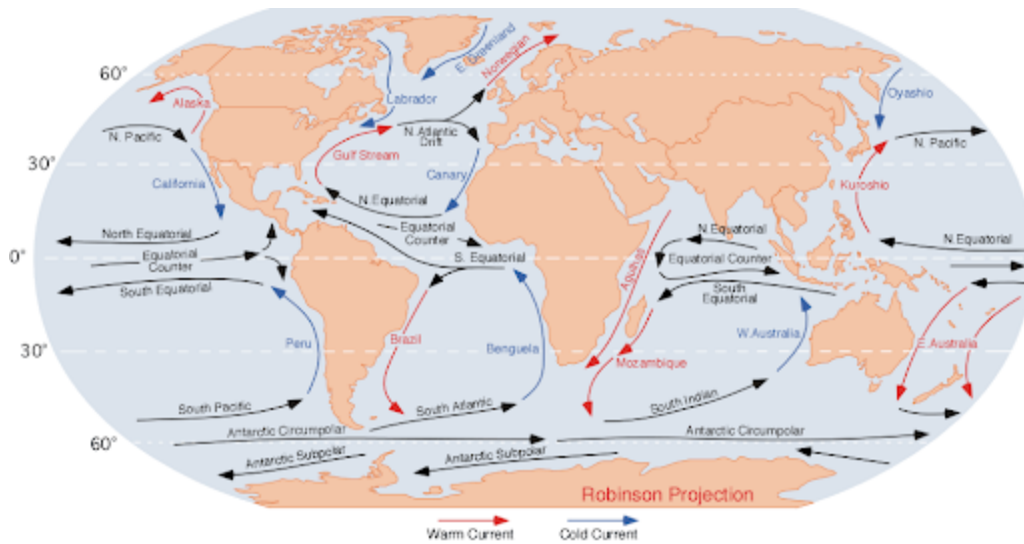 60°
30°
0°
30°
60°
E. Greenland
Norwegian
Alaska
Labrador
Oyashio
N. Pacific
N. Atlantic
Drift
N. Pacific
Gulf Stream
California
Canary
Kuroshio
N. Equatorial
North Equatorial
Equatorial
Counter
N. Equatorial
N. Equatorial
Equatorial
Counter
S. Equatorial
Equatorial Counter
Agulhas
South Equatorial
South
Equatorial
Peru
Brazil
Benguela
W. Australia
E. Australia
Mozambique
South Pacific
South Atlantic
South Indian
Antarctic Circumpolar
Antarctic Circumpolar
Antarctic Subpolar
Antarctic Subpolar
Robinson Projection
Warm Current
Cold Current